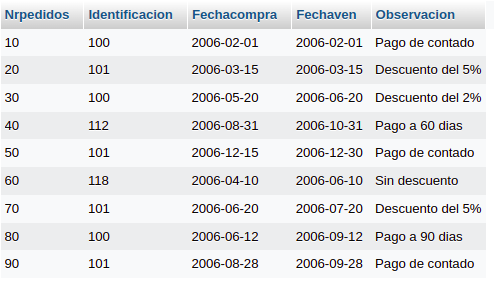 Nrpedidos Identificacion Fechacompra Fechaven Observacion
10 100 2006-02-01 2006-02-01 Pago de contado
20 101 2006-03-15 2006-03-15 Descuento del 5%
30 100 2006-05-20 2006-06-20 Descuento del 2%
40 112 2006-08-31 2006-10-31 Pago a 60 dias
50 101 2006-12-15 2006-12-30 Pago de contado
60 118 2006-04-10 2006-06-10 Sin descuento
70 101 2006-06-20 2006-07-20 Descuento del 5%
80 100 2006-06-12 2006-09-12 Pago a 90 dias
90 101 2006-08-28 2006-09-28 Pago de contado